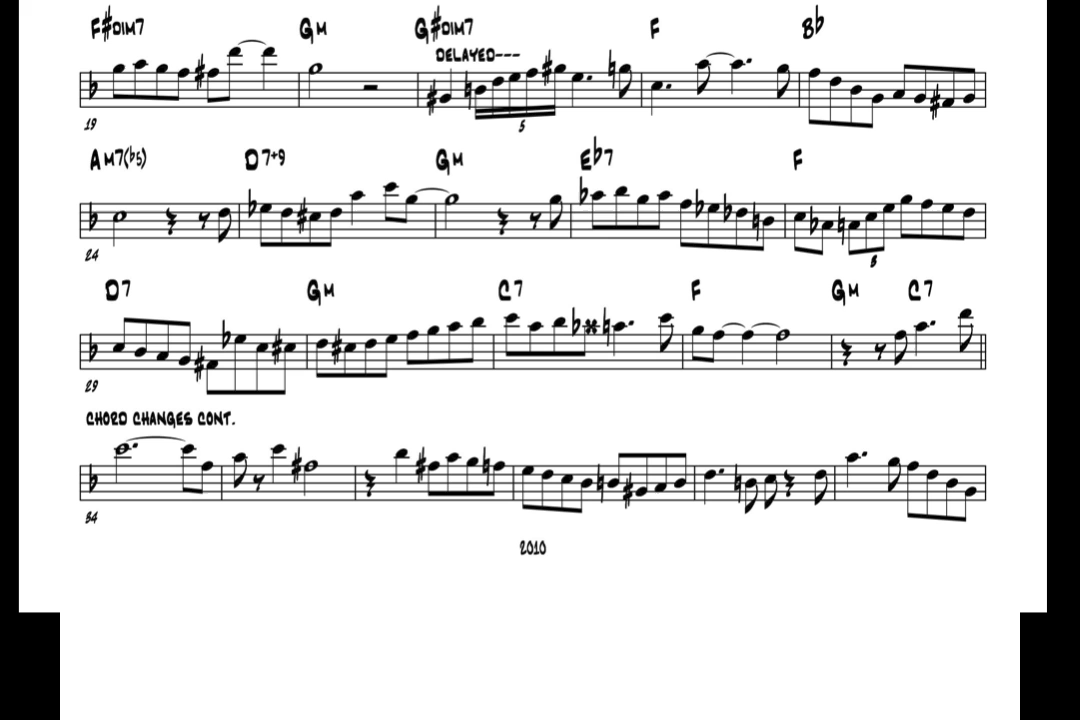 F#DIM7 GM G#DIM7 F Bb
DELAYED---
5
19
AM7(b5) D7+9 GM Eb7 F
24 3
D7 GM C7 F GM C7
29
CHORD CHANGES CONT.
34
2010